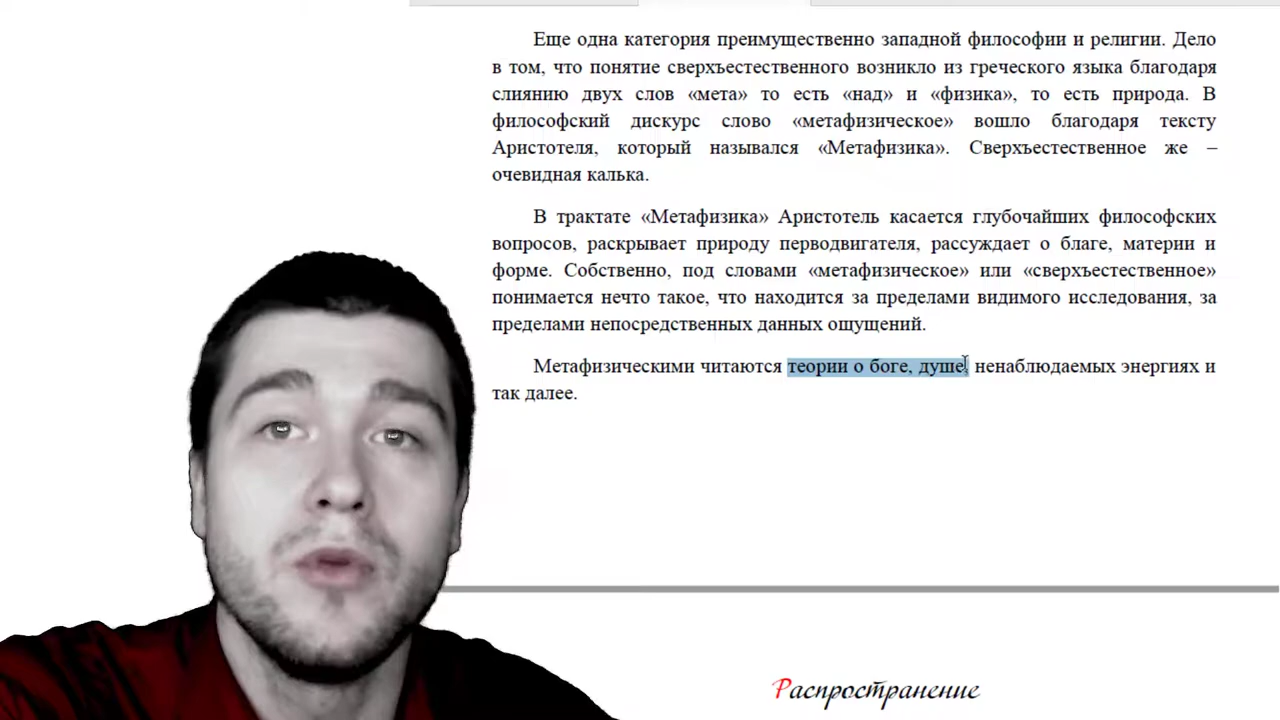 Еще одна категория преимущественно западной философии и религии. Дело
в том, что понятие сверхъестественного возникло из греческого языка благодаря
слиянию двух слов «мета» то есть «над» и «физика», то есть природа. В
философский дискурс слово «метафизическое» вошло благодаря тексту
Аристотеля, который назывался «Метафизика». Сверхъестественное же –
очевидная калька.
В трактате «Метафизика» Аристотель касается глубочайших философских
вопросов, раскрывает природу перводвигателя, рассуждает о благе, материи и
форме. Собственно, под словами «метафизическое» или «сверхъестественное»
понимается нечто такое, что находится за пределами видимого исследования, за
пределами непосредственных данных ощущений.
Метафизическими читаются теории о боге, душе, ненаблюдаемых энергиях и
так далее.
Распространение